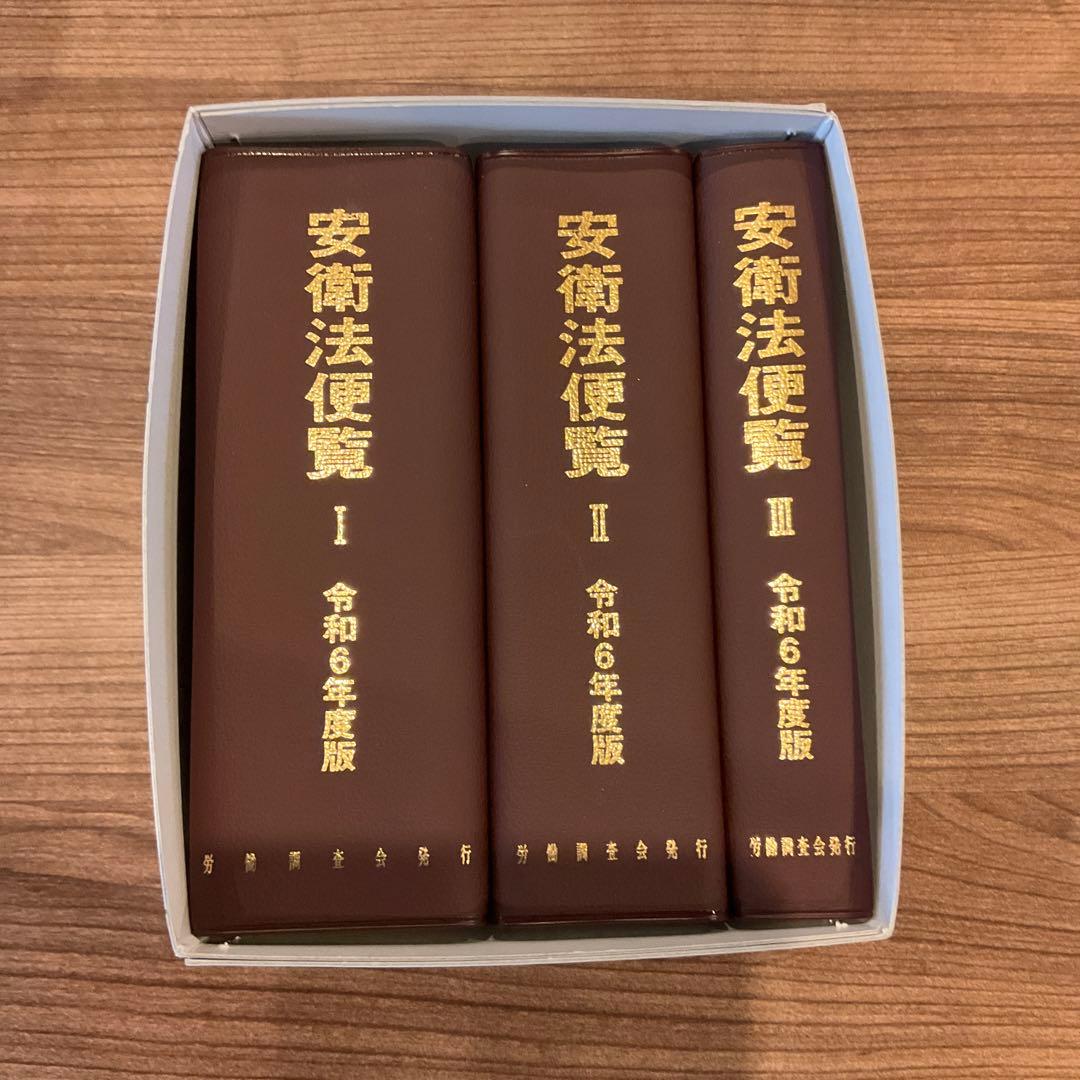 安衛法便覧 Ⅰ 令和6年度版
労働調査会発行
安衛法便覧 Ⅱ 令和6年度版
労働調査会発行
安衛法便覧 Ⅲ 令和6年度版
労働調査会発行